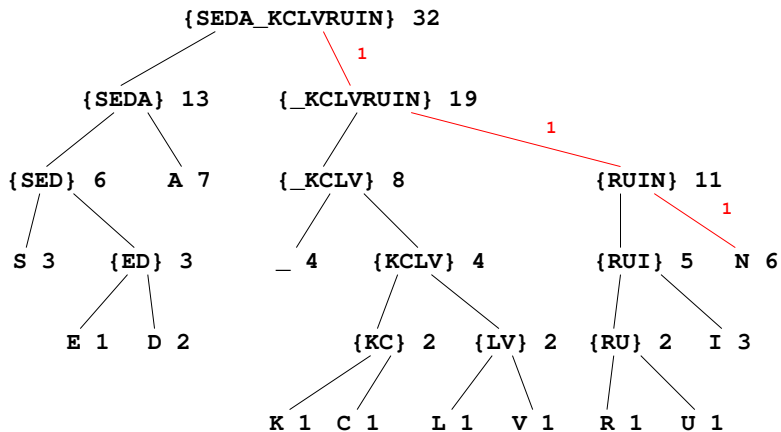 {SEDA_KCLVRUIN} 32
1
{SEDA} 13 {_KCLVRUIN} 19
1
{SED} 6 A 7 {_KCLV} 8 {RUIN} 11
1
S 3 {ED} 3 _ 4 {KCLV} 4 {RUI} 5 N 6
E 1 D 2 {KC} 2 {LV} 2 {RU} 2 I 3
K 1 C 1 L 1 V 1 R 1 U 1